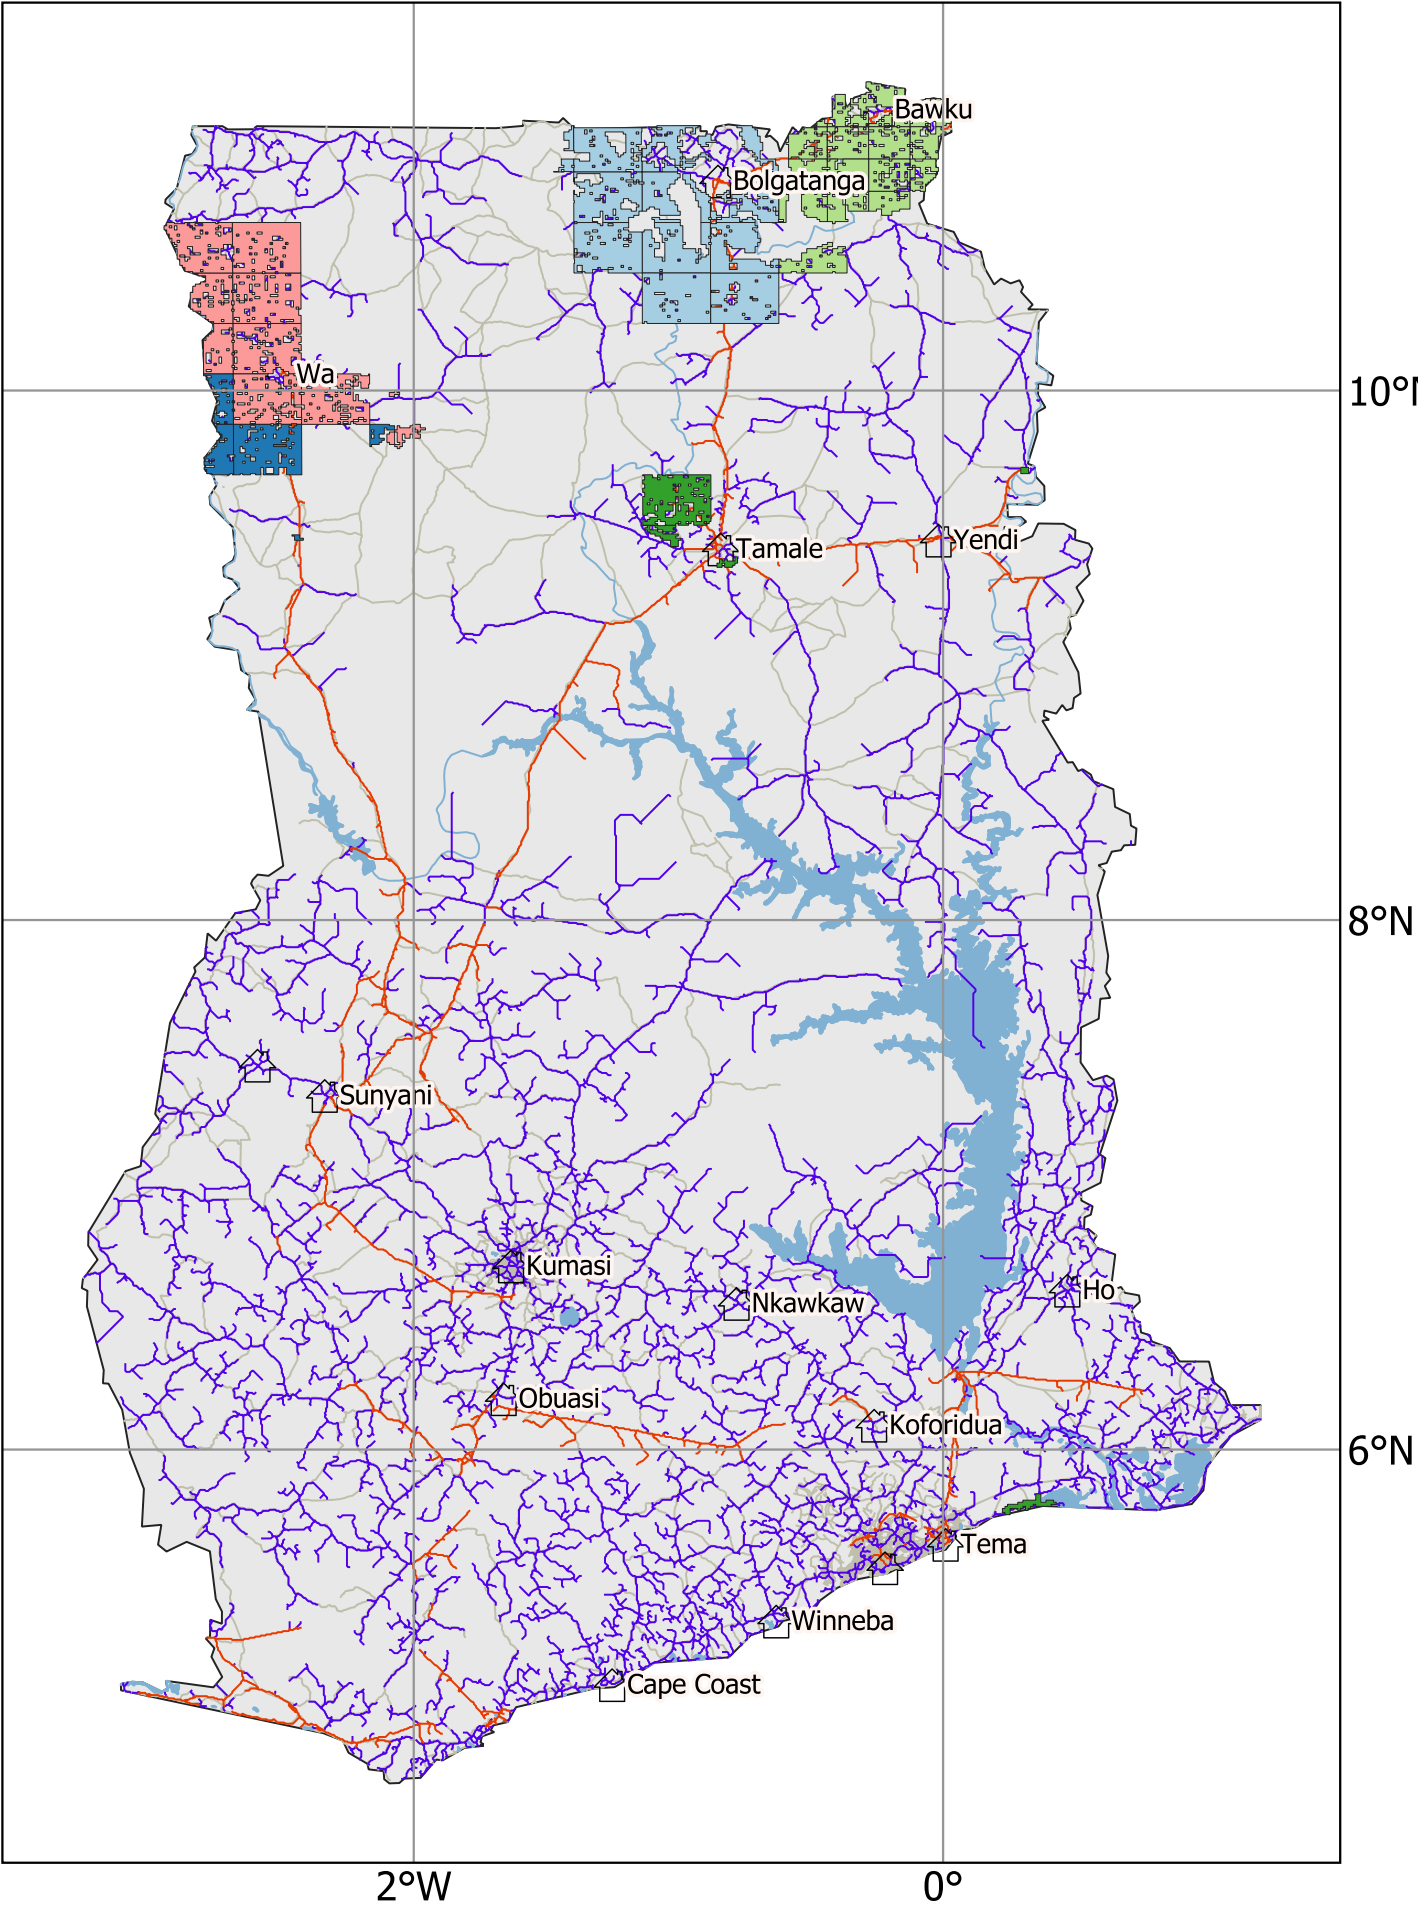 Bawku
Bolgatanga
Wa
10°N
Tamale
Yendi
8°N
Sunyani
Kumasi
Nkawkaw
Ho
Obuasi
Koforidua
6°N
Tema
Winneba
Cape Coast
2°W
0°